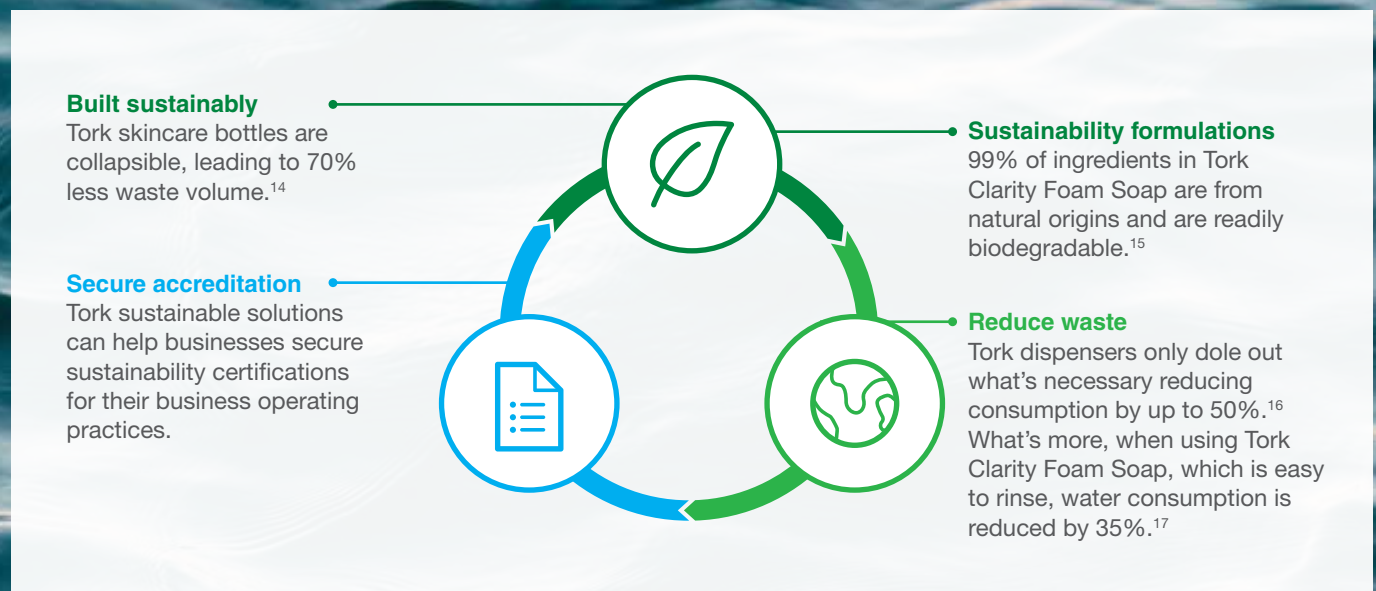 Built sustainably
Tork skincare bottles are
collapsible, leading to 70%
less waste volume.14
Secure accreditation
Tork sustainable solutions
can help businesses secure
sustainability certifications
for their business operating
practices.
Sustainability formulations
99% of ingredients in Tork
Clarity Foam Soap are from
natural origins and are readily
biodegradable.15
Reduce waste
Tork dispensers only dole out
what’s necessary reducing
consumption by up to 50%.16
What’s more, when using Tork
Clarity Foam Soap, which is easy
to rinse, water consumption is
reduced by 35%.17